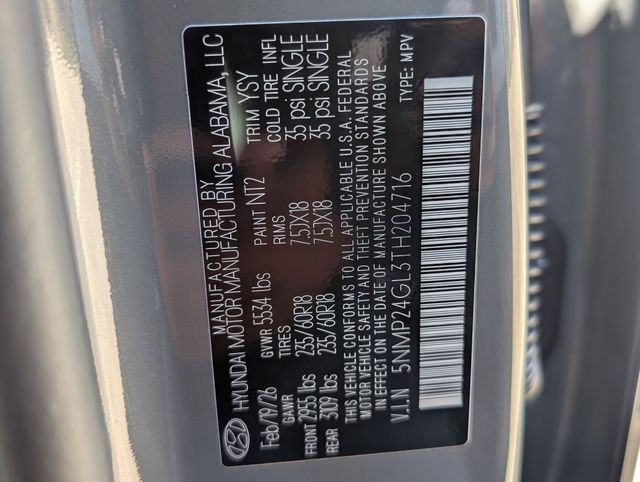 MANUFACTURED BY
HYUNDAI MOTOR MANUFACTURING ALABAMA, LLC
Feb/19/26 GVWR 5534 lbs PAINT NT2 TRIM YSY
GAWR TIRES RIMS COLD TIRE INFL
FRONT 2955 lbs 235/60R18 7.5JX18 35 psi SINGLE
REAR 3109 lbs 235/60R18 7.5JX18 35 psi SINGLE
THIS VEHICLE CONFORMS TO ALL APPLICABLE U.S.A. FEDERAL
MOTOR VEHICLE SAFETY AND THEFT PREVENTION STANDARDS
IN EFFECT ON THE DATE OF MANUFACTURE SHOWN ABOVE
V.I.N 5NMP24GL3TH204716 TYPE: MPV